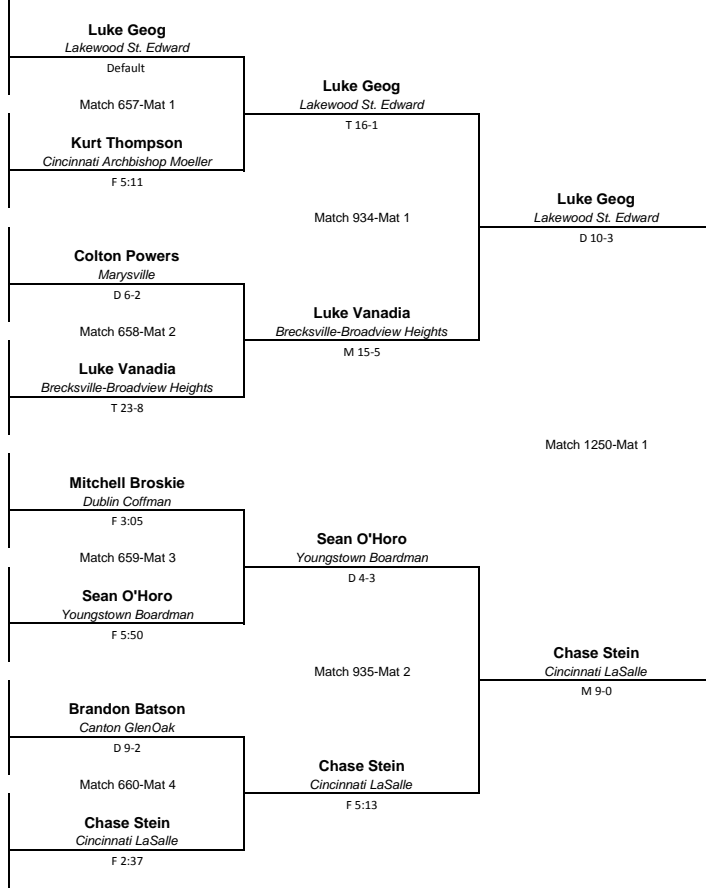 Luke Geog
Lakewood St. Edward
Default
Match 657-Mat 1
Kurt Thompson
Cincinnati Archbishop Moeller
F 5:11
Colton Powers
Marysville
D 6-2
Match 658-Mat 2
Luke Vanadia
Brecksville-Broadview Heights
T 23-8
Mitchell Broskie
Dublin Coffman
F 3:05
Match 659-Mat 3
Sean O'Horo
Youngstown Boardman
F 5:50
Brandon Batson
Canton GlenOak
D 9-2
Match 660-Mat 4
Chase Stein
Cincinnati LaSalle
F 2:37
Luke Geog
Lakewood St. Edward
T 16-1
Match 934-Mat 1
Luke Vanadia
Brecksville-Broadview Heights
M 15-5
Sean O'Horo
Youngstown Boardman
D 4-3
Match 935-Mat 2
Chase Stein
Cincinnati LaSalle
F 5:13
Luke Geog
Lakewood St. Edward
D 10-3
Match 1250-Mat 1
Chase Stein
Cincinnati LaSalle
M 9-0